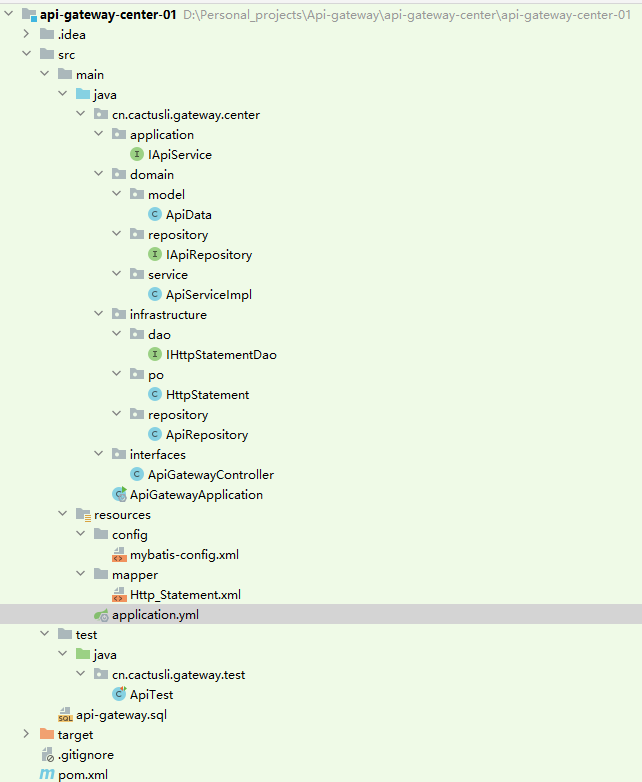 api-gateway-center-01 D:\Personal_projects\Api-gateway\api-gateway-center\api-gateway-center-01
.idea
src
main
java
cn.cactusli.gateway.center
application
IApiService
domain
model
ApiData
repository
IApiRepository
service
ApiServiceImpl
infrastructure
dao
IHttpStatementDao
po
HttpStatement
repository
ApiRepository
interfaces
ApiGatewayController
ApiGatewayApplication
resources
config
mybatis-config.xml
mapper
Http_Statement.xml
application.yml
test
java
cn.cactusli.gateway.test
ApiTest
api-gateway.sql
target
.gitignore
pom.xml